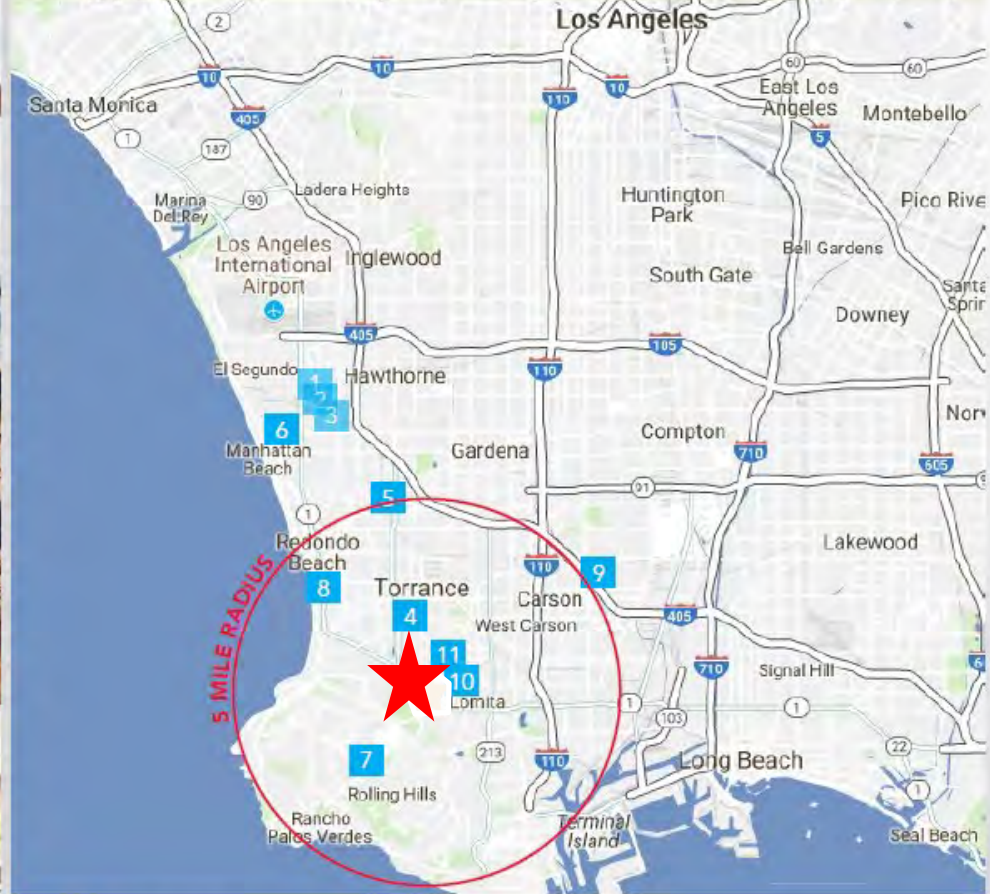 Los Angeles
2
10
10
60
60
110
10
East Los
Angeles
Montebello
Santa Monica
405
5
1
187
Marina
Del Rey
90
Ladera Heights
Huntington
Park
Pico Rive
Los Angeles
International
Airport
Inglewood
Bell Gardens
South Gate
Santa
Sprin
Downey
405
105
El Segundo
1
Hawthorne
110
2
3
Nor
6
Manhattan
Beach
Gardena
Compton
710
605
5
91
1
Redondo
Beach
Lakewood
5 MILE RADIUS
8
Torrance
110
9
4
Carson
West Carson
405
11
10
Lomita
710
Signal Hill
6
1
1
103
213
110
Long Beach
22
7
Rolling Hills
1
Rancho
Palos Verdes
Terminal
Island
Seal Beach